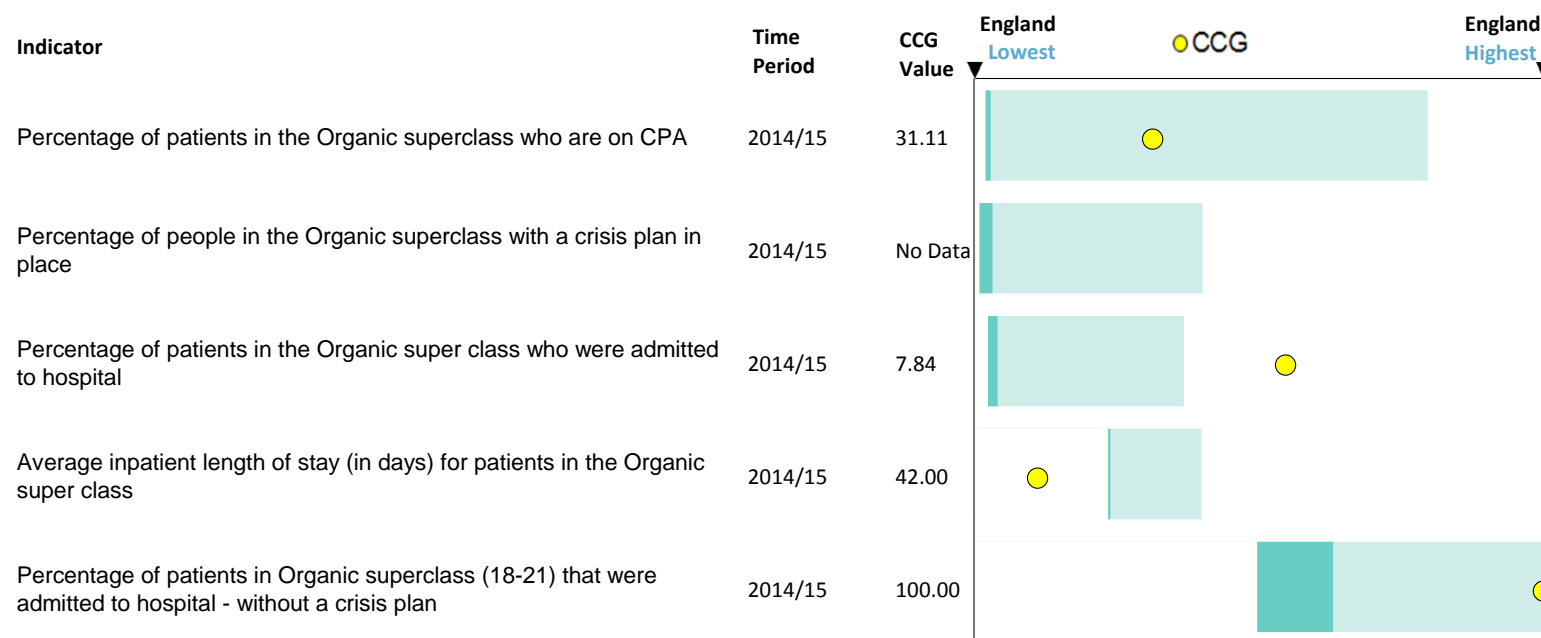 Indicator
Time
Period
CCG
Value
England
Lowest
CCG
England
Highest
Percentage of patients in the Organic superclass who are on CPA
2014/15
31.11
Percentage of people in the Organic superclass with a crisis plan in
place
2014/15
No Data
Percentage of patients in the Organic super class who were admitted
to hospital
2014/15
7.84
Average inpatient length of stay (in days) for patients in the Organic
super class
2014/15
42.00
Percentage of patients in Organic superclass (18-21) that were
admitted to hospital - without a crisis plan
2014/15
100.00